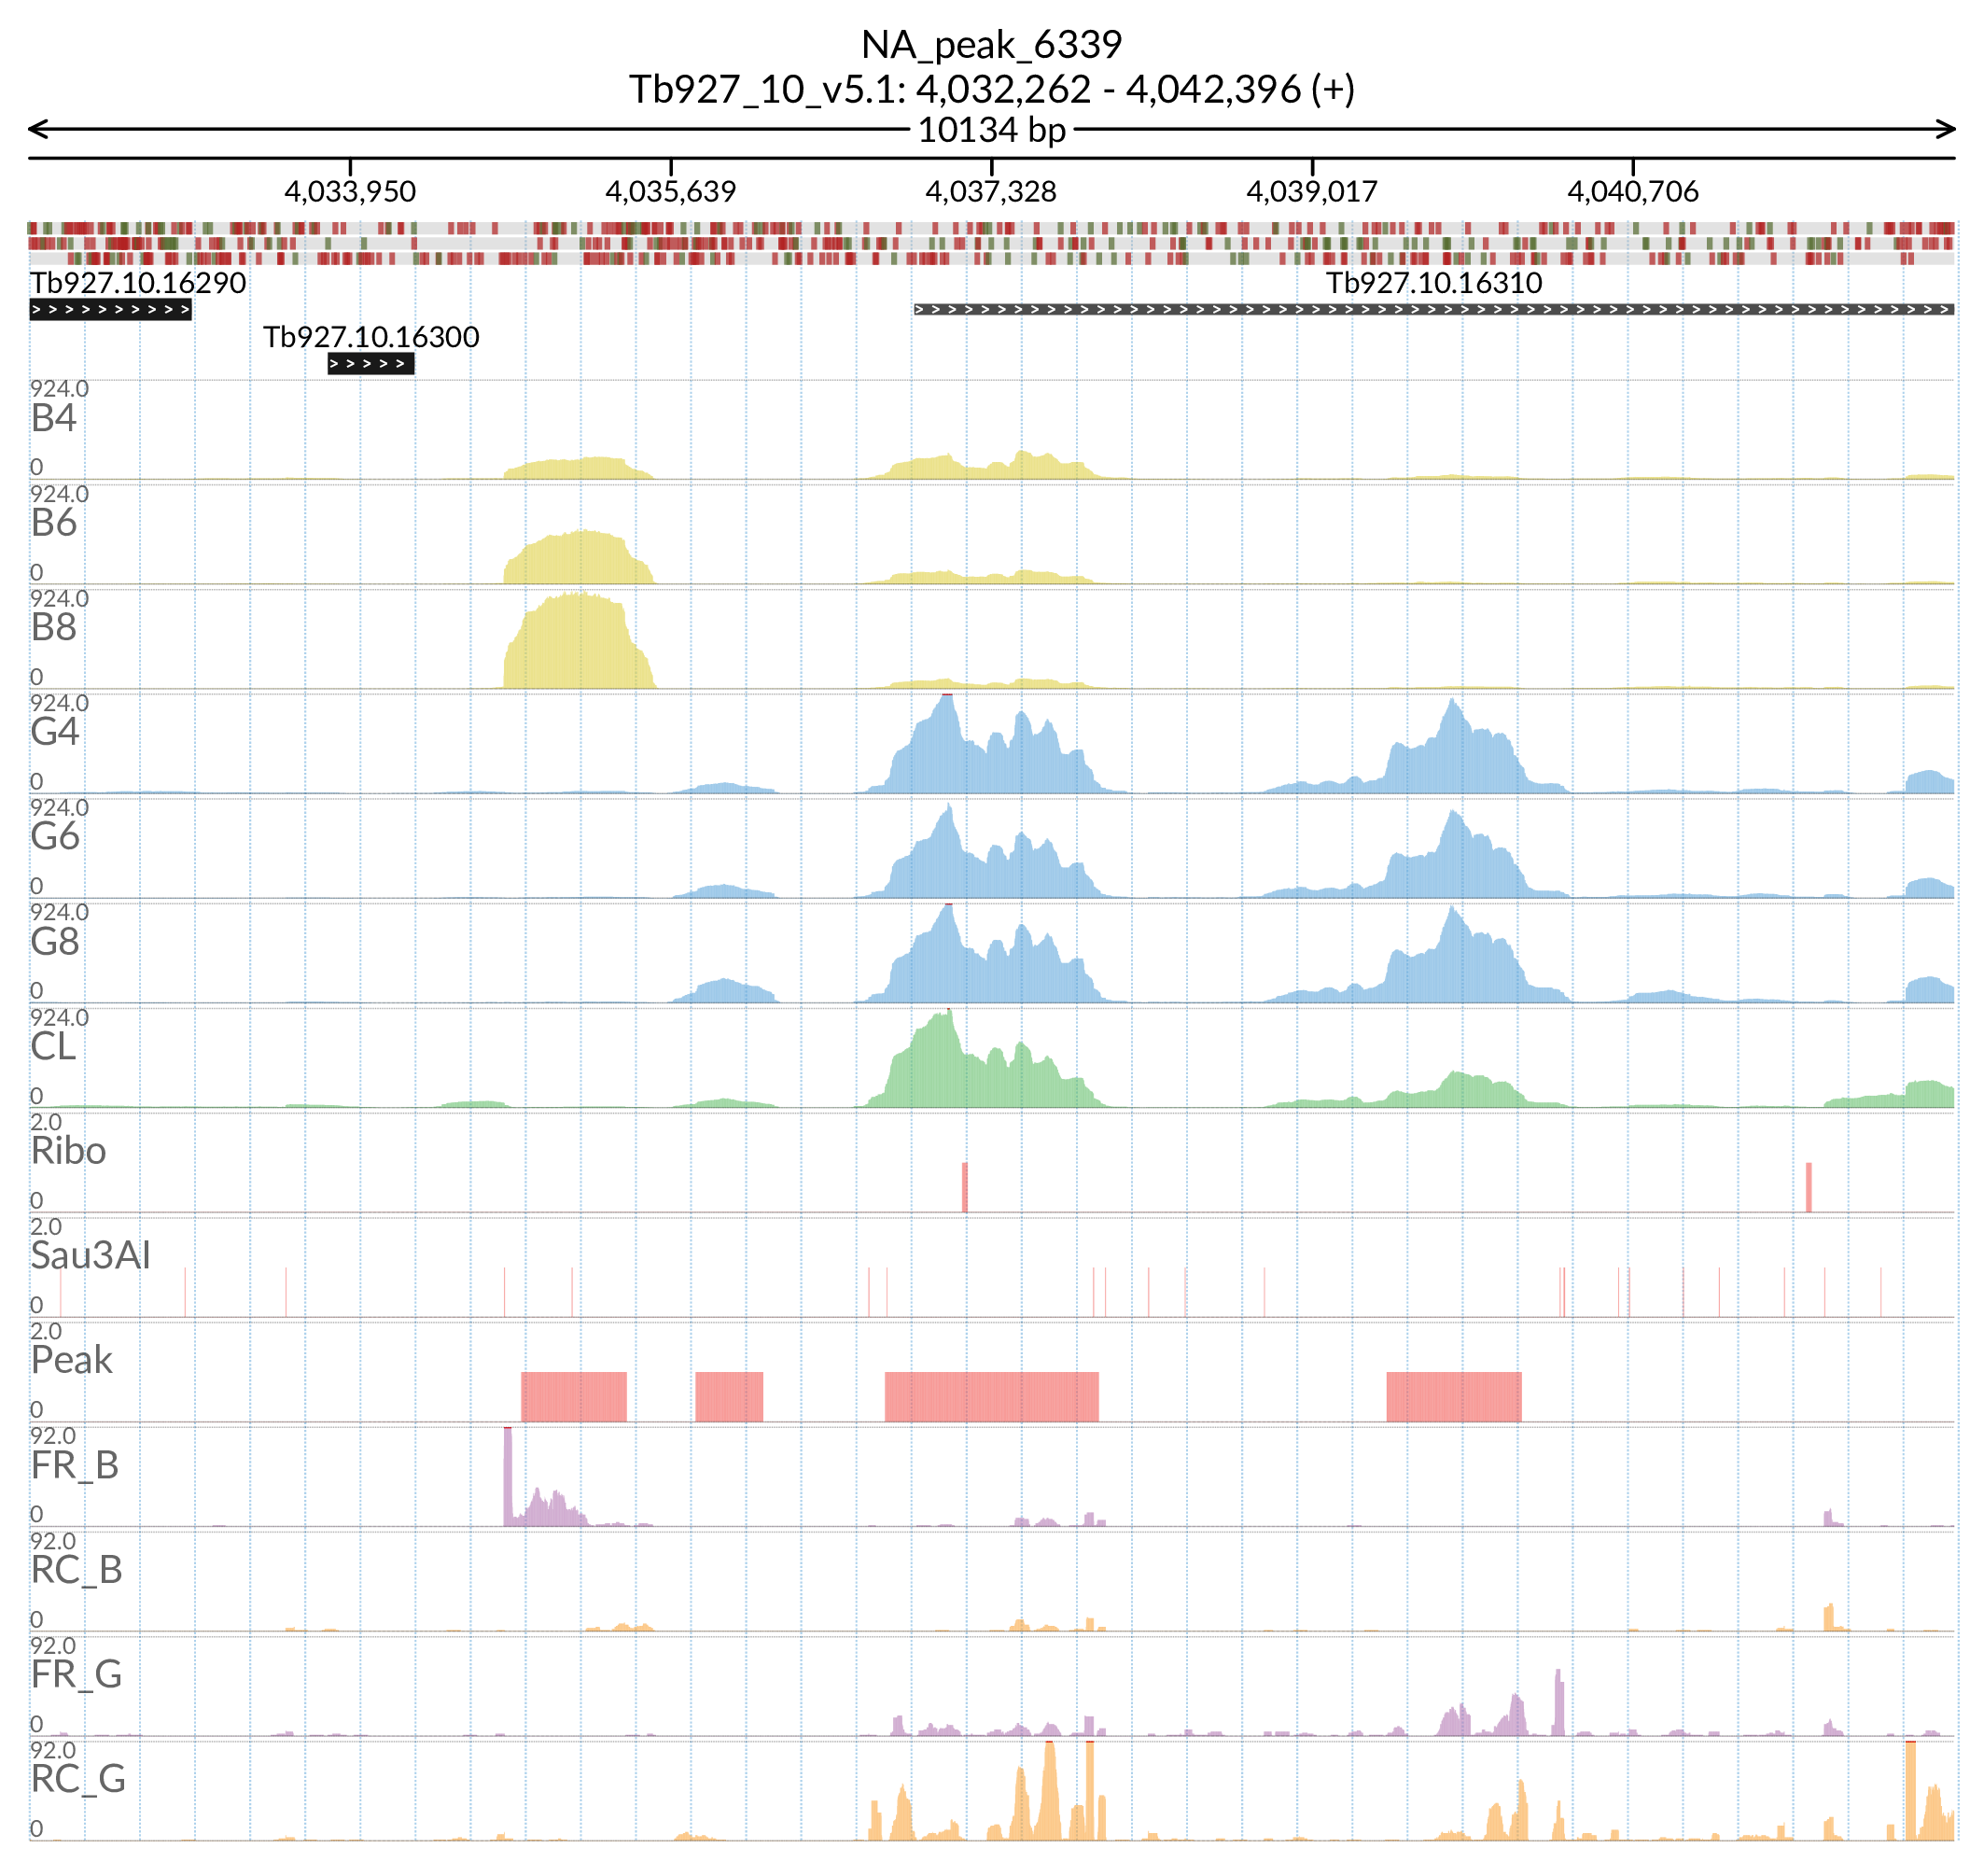 NA_peak_6339
Tb927_10_v5.1: 4,032,262 - 4,042,396 (+)
10134 bp
4,033,950 4,035,639 4,037,328 4,039,017 4,040,706
Tb927.10.16290 Tb927.10.16310
Tb927.10.16300
924.0
B4
0
924.0
B6
0
924.0
B8
0
924.0
G4
0
924.0
G6
0
924.0
G8
0
924.0
CL
0
2.0
Ribo
0
2.0
Sau3AI
0
2.0
Peak
0
92.0
FR_B
0
92.0
RC_B
0
92.0
FR_G
0
92.0
RC_G
0